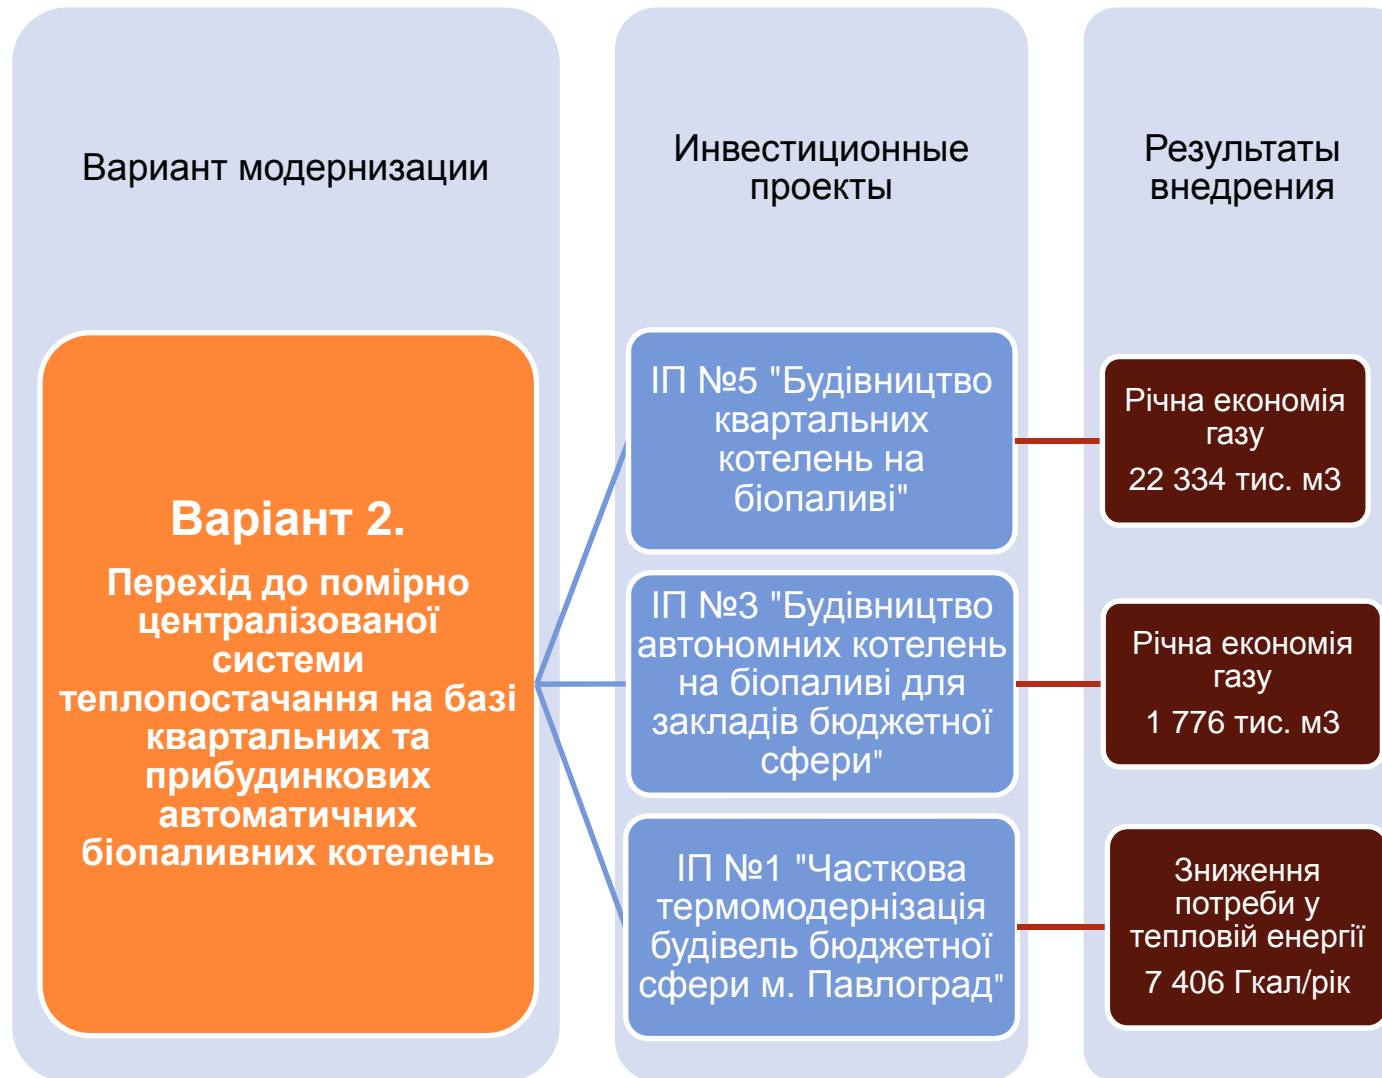 Вариант модернизации
Инвестиционные
проекты
Результаты
внедрения
Варіант 2.
Перехід до помірно
централізованої
системи
теплопостачання на базі
квартальних та
прибудинкових
автоматичних
біопаливних котелень
ІП №5 "Будівництво
квартальних
котелень на
біопаливі"
Річна економія
газу
22 334 тис. м3
ІП №3 "Будівництво
автономних котелень
на біопаливі для
закладів бюджетної
сфери"
Річна економія
газу
1 776 тис. м3
ІП №1 "Часткова
термомодернізація
будівель бюджетної
сфери м. Павлоград"
Зниження
потреби у
тепловій енергії
7 406 Гкал/рік